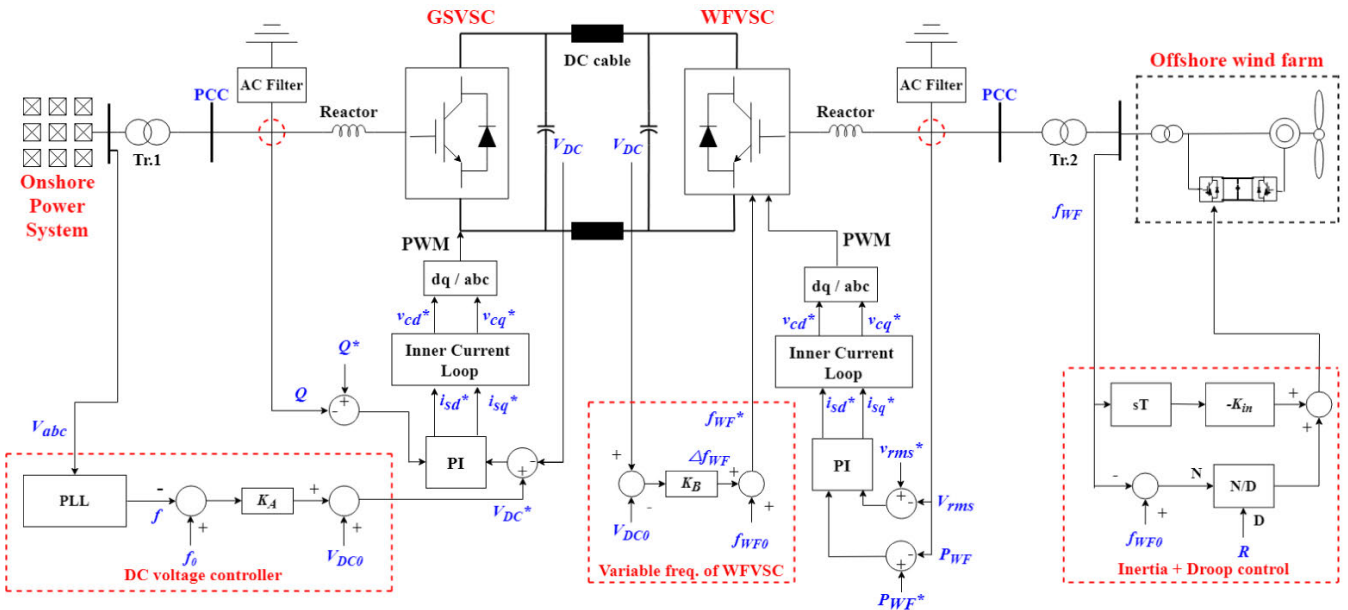 GSVSC
WFVSC
DC cable
AC Filter
AC Filter
Offshore wind farm
PCC
PCC
Reactor
Reactor
Tr.1
Tr.2
V_DC
V_DC
Onshore
Power
System
f_WF
PWM
PWM
dq / abc
dq / abc
v_cd*
v_cq*
v_cd*
v_cq*
Inner Current
Loop
Inner Current
Loop
Q*
Q
-
+
i_sd*
i_sq*
i_sd*
i_sq*
f_WF*
sT
-K_in
+
+
V_abc
PI
-
+
PI
v_rms*
+
-
V_rms
PLL
-
f
+
f_0
K_A
+
+
V_DC0
V_DC*
+
-
V_DC0
K_B
Δf_WF
+
+
f_WF0
-
+
f_WF0
N
N/D
D
R
-
+
P_WF
P_WF*
DC voltage controller
Variable freq. of WFVSC
Inertia + Droop control